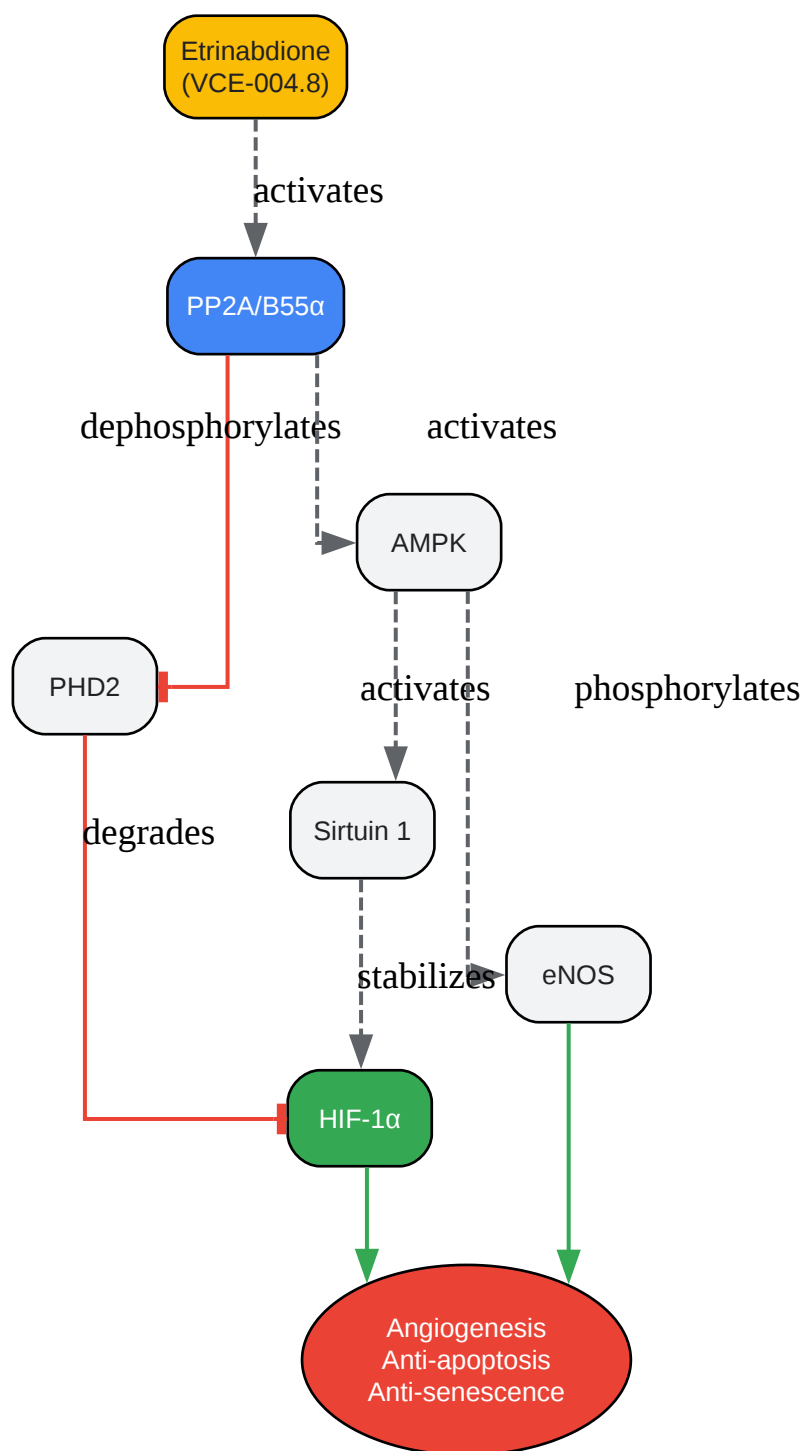 Etrinabdione
(VCE-004.8)
activates
PP2A/B55α
dephosphorylates
activates
AMPK
PHD2
activates
phosphorylates
degrades
Sirtuin 1
stabilizes
eNOS
HIF-1α
Angiogenesis
Anti-apoptosis
Anti-senescence